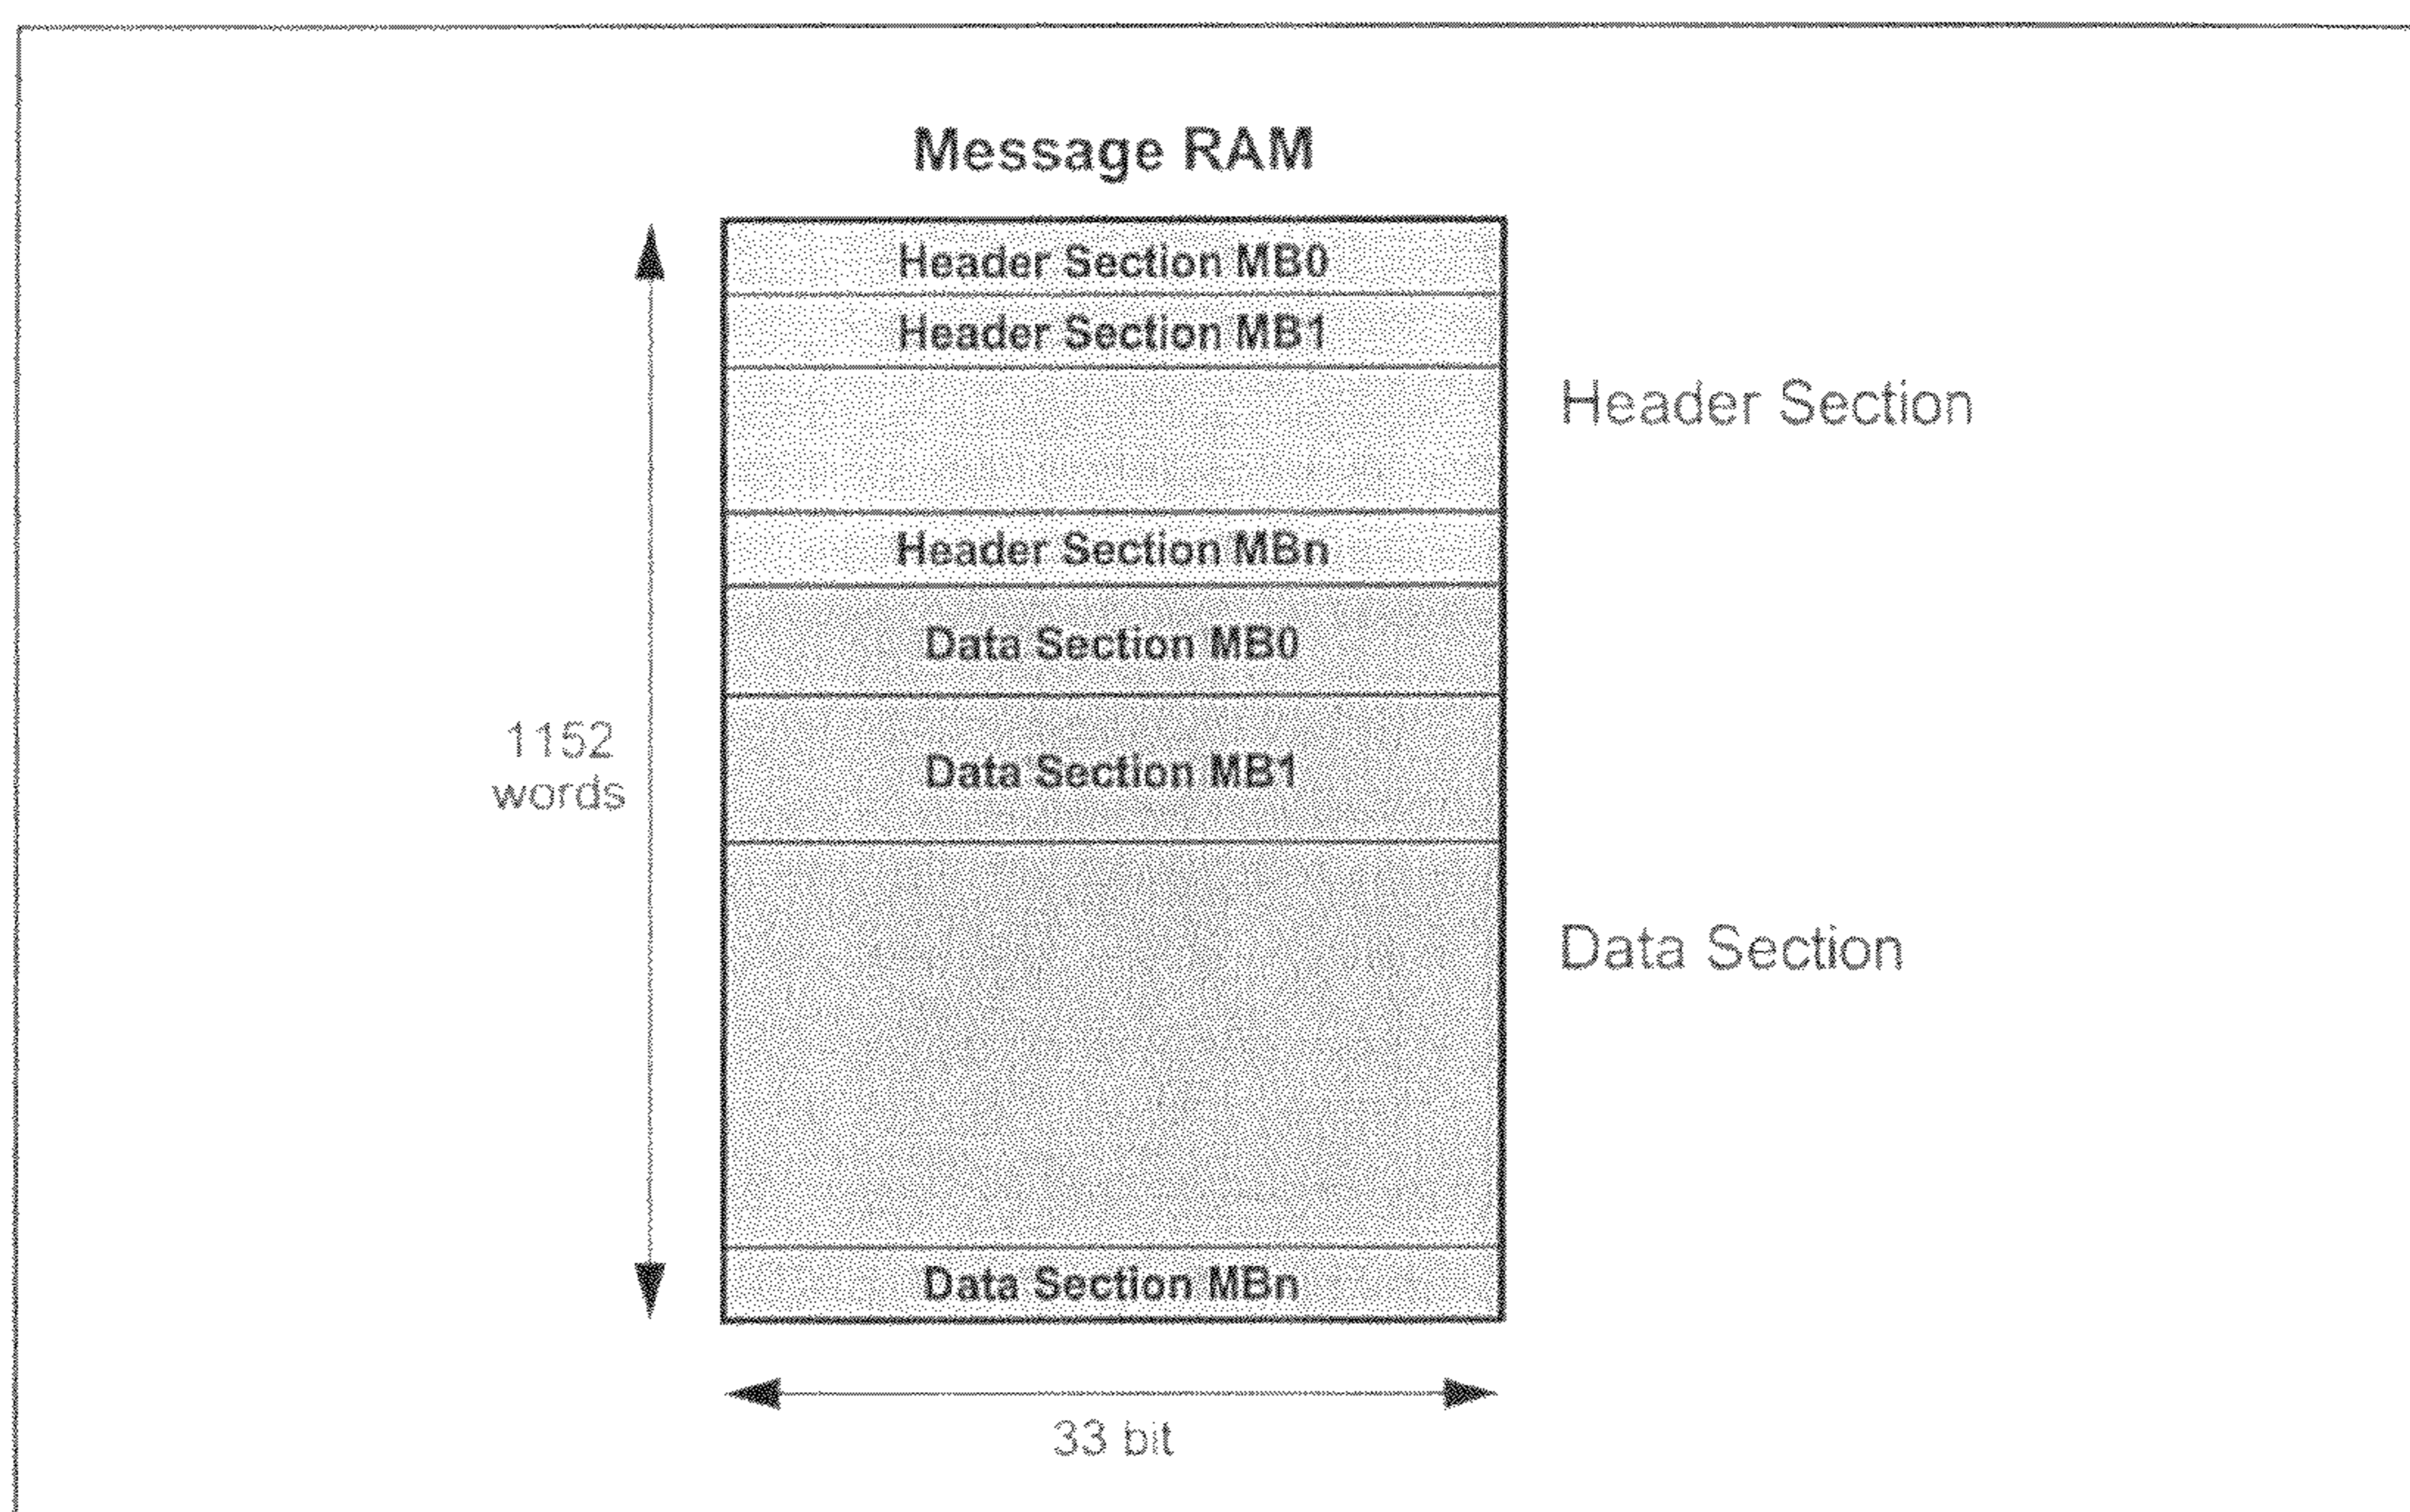 Message RAM
Header Section MB0
Header Section MB1
Header Section
Header Section MBn
Data Section MB0
1152
words
Data Section MB1
Data Section
Data Section MBn
33 bit